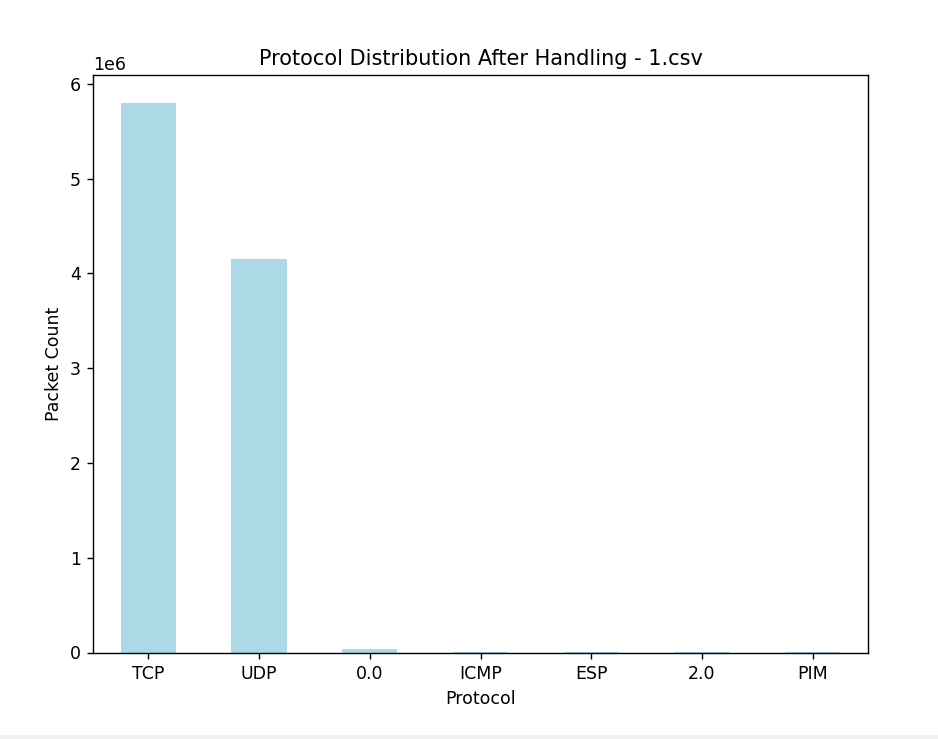 Protocol Distribution After Handling - 1.csv
1e6
6
5
4
3
2
1
0
Packet Count
TCP UDP 0.0 ICMP ESP 2.0 PIM
Protocol